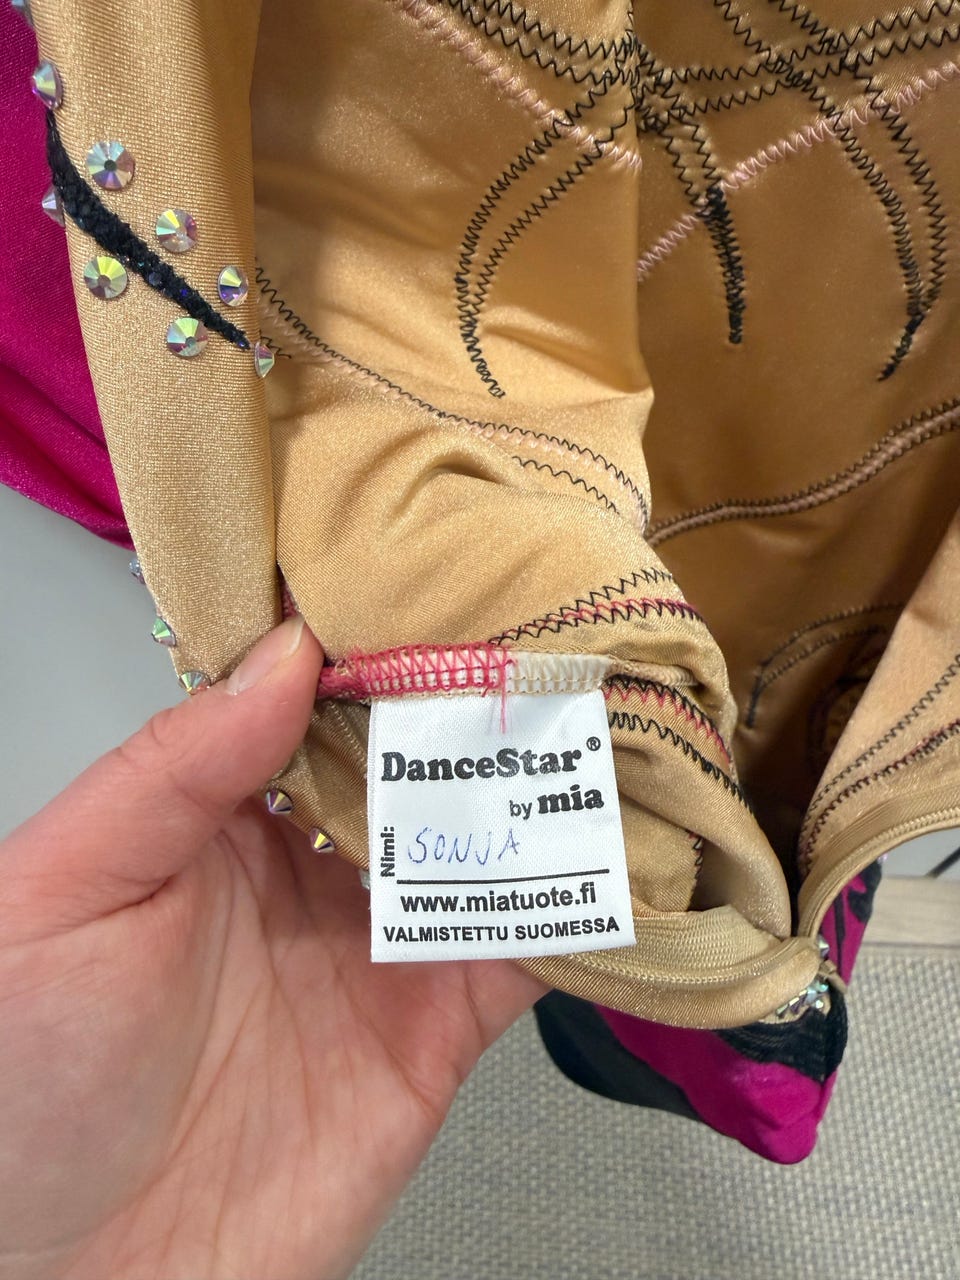 DanceStar®
by mia
Nimi: SONJA
www.miatuote.fi
VALMISTETTU SUOMESSA